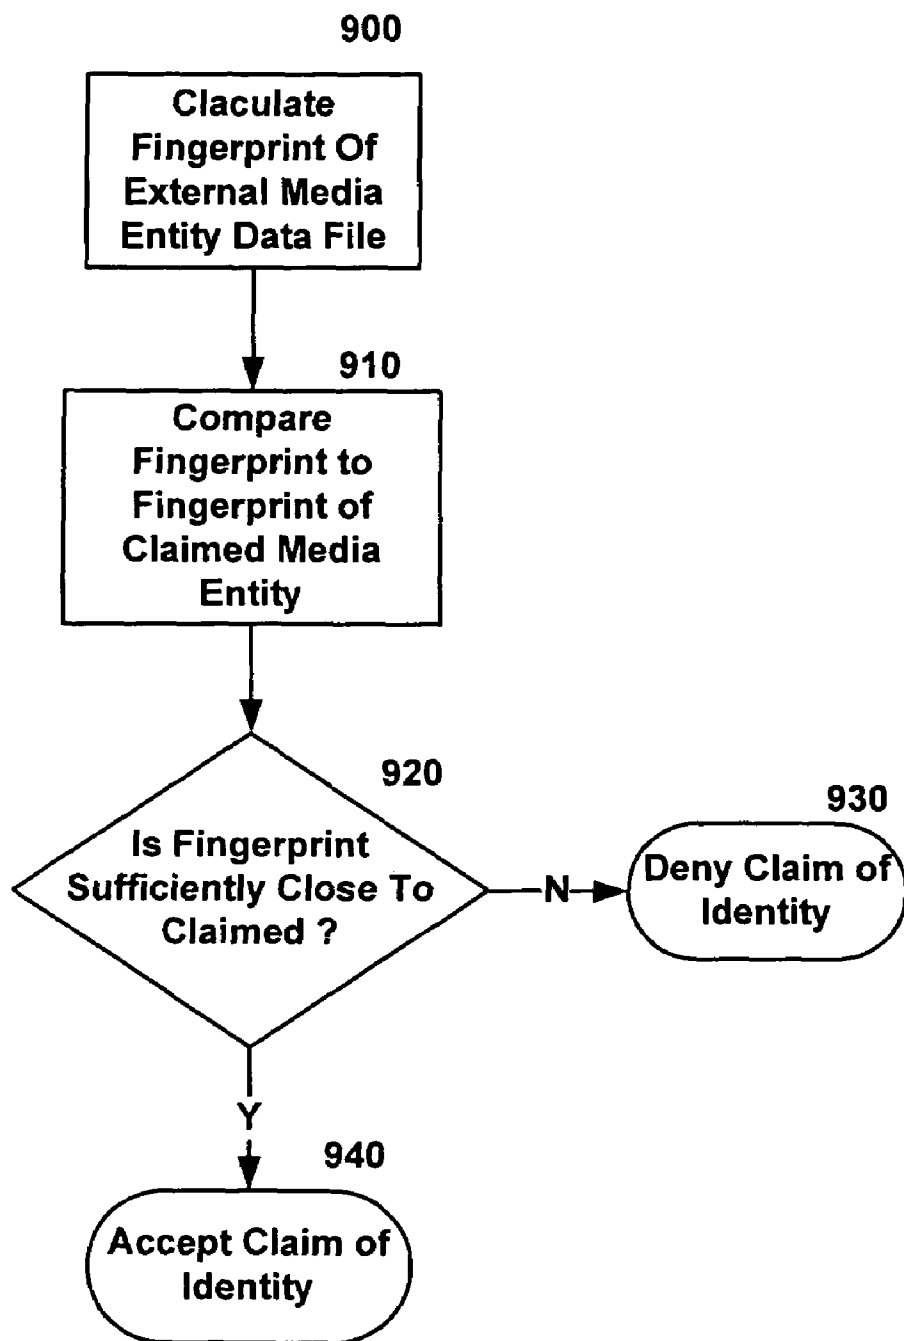 900
Claculate
Fingerprint Of
External Media
Entity Data File
910
Compare
Fingerprint to
Fingerprint of
Claimed Media
Entity
920
Is Fingerprint
Sufficiently Close To
Claimed ?
N
930
Deny Claim of
Identity
Y
940
Accept Claim of
Identity